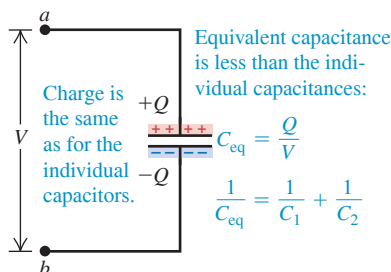 a
Equivalent capacitance
is less than the indi-
vidual capacitances:
Charge is
the same
as for the
individual
capacitors.
V
+Q
++ ++
C_eq = Q/V
−Q
1/C_eq = 1/C_1 + 1/C_2
b